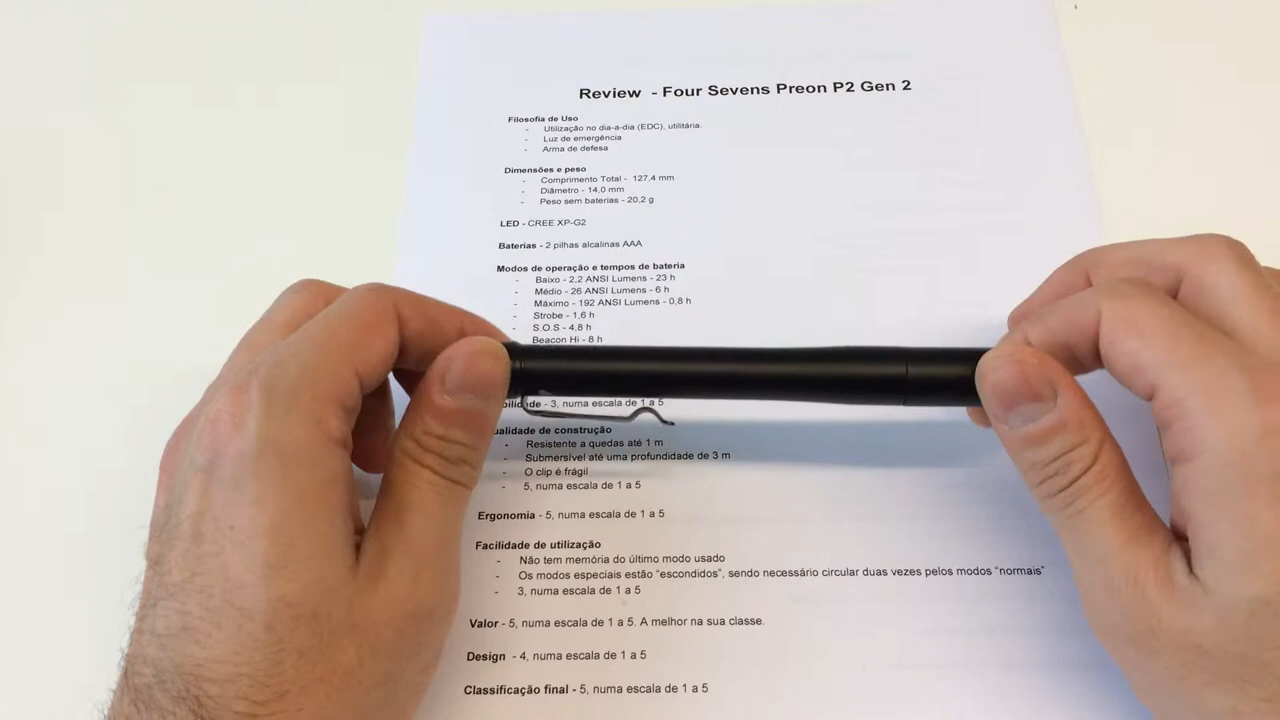 Review - Four Sevens Preon P2 Gen 2
Filosofia de Uso
- Utilização no dia-a-dia (EDC), utilitária.
- Luz de emergência
- Arma de defesa
Dimensões e peso
- Comprimento Total - 127,4 mm
- Diâmetro - 14,0 mm
- Peso sem baterias - 20,2 g
LED - CREE XP-G2
Baterias - 2 pilhas alcalinas AAA
Modos de operação e tempos de bateria
- Baixo - 2,2 ANSI Lumens - 23 h
- Médio - 26 ANSI Lumens - 6 h
- Máximo - 192 ANSI Lumens - 0,8 h
- Strobe - 1,6 h
- S.O.S - 4,8 h
Beacon Hi - 8 h
- 3, numa escala de 1 a 5
ualidade de construção
- Resistente a quedas até 1 m
- Submersível até uma profundidade de 3 m
- O clip é frágil
- 5, numa escala de 1 a 5
Ergonomia - 5, numa escala de 1 a 5
Facilidade de utilização
- Não tem memória do último modo usado
- Os modos especiais estão “escondidos”, sendo necessário circular duas vezes pelos modos “normais”
- 3, numa escala de 1 a 5
Valor - 5, numa escala de 1 a 5. A melhor na sua classe.
Design - 4, numa escala de 1 a 5
Classificação final - 5, numa escala de 1 a 5